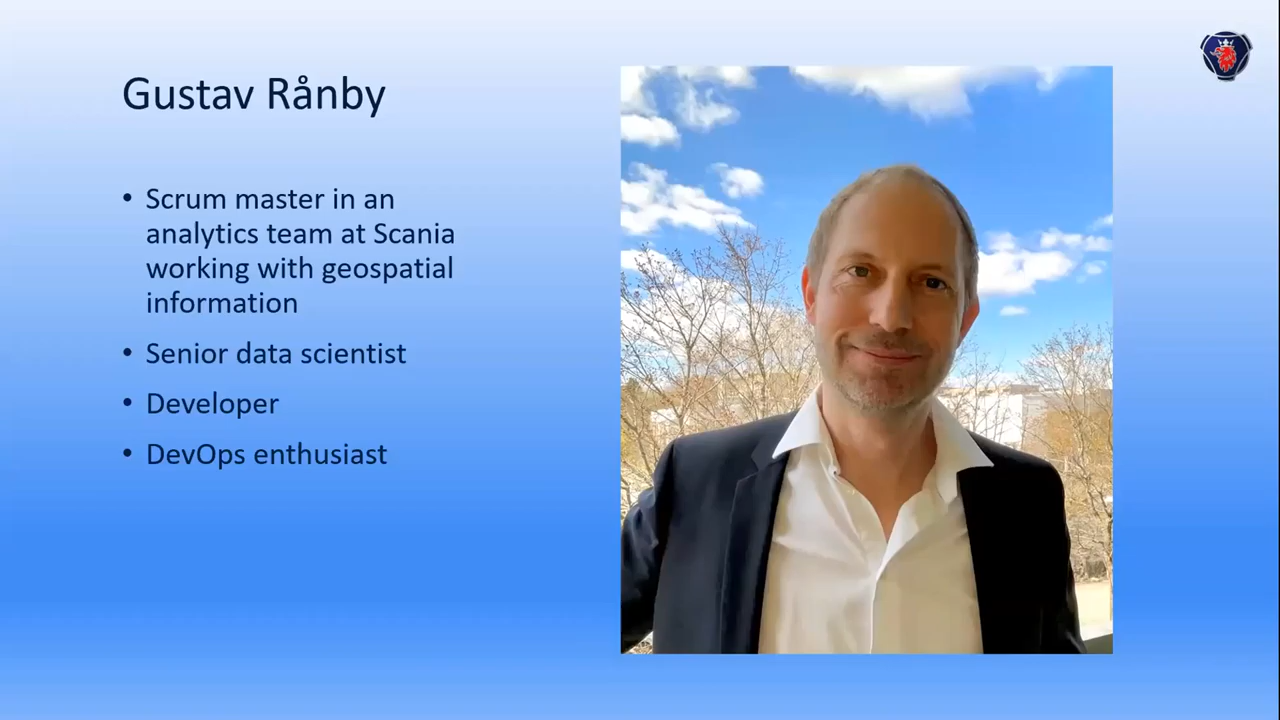 Gustav Rånby
• Scrum master in an
analytics team at Scania
working with geospatial
information
• Senior data scientist
• Developer
• DevOps enthusiast